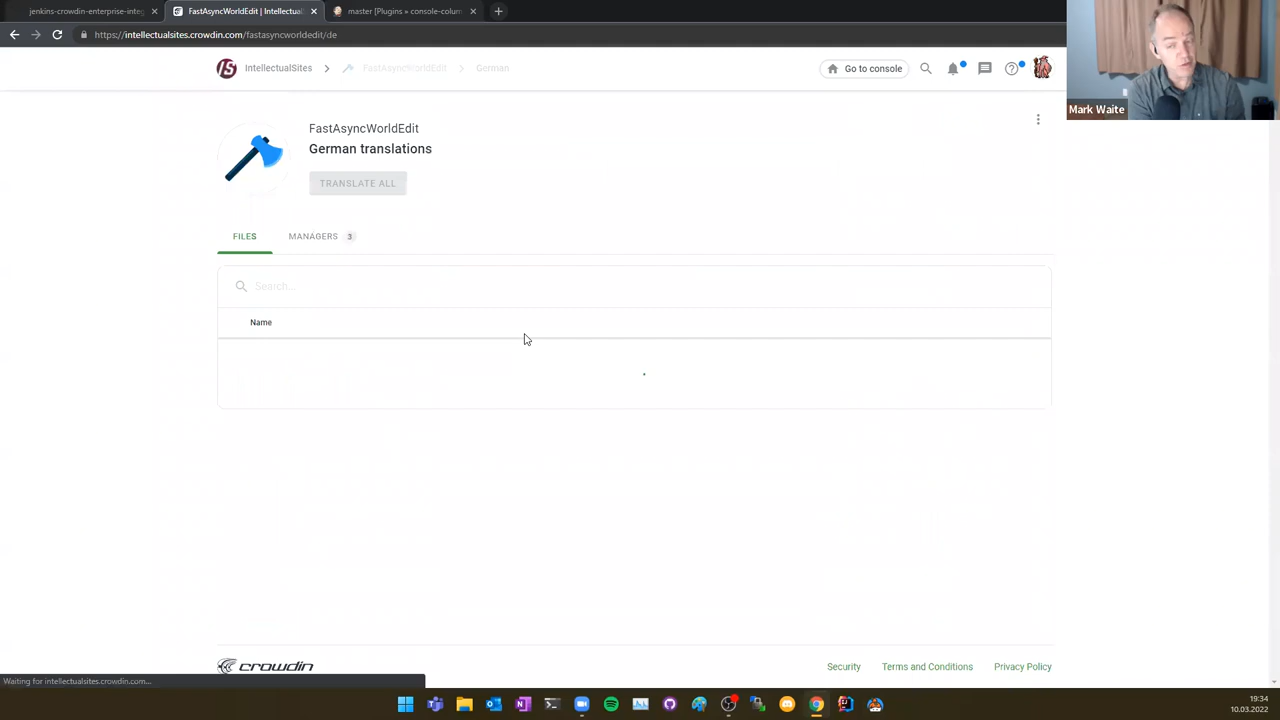 jenkins-crowdin-enterprise-inte
FastAsyncWorldEdit | Intellectual
master [Plugins » console-colum
https://intellectualsites.crowdin.com/fastasyncworldedit/de
IntellectualSites
FastAsyncWorldEdit
German
Go to console
Mark Waite
FastAsyncWorldEdit
German translations
TRANSLATE ALL
FILES
MANAGERS 3
Search...
Name
crowdin
Security
Terms and Conditions
Privacy Policy
Waiting for intellectualsites.crowdin.com...
19:34
10.03.2022